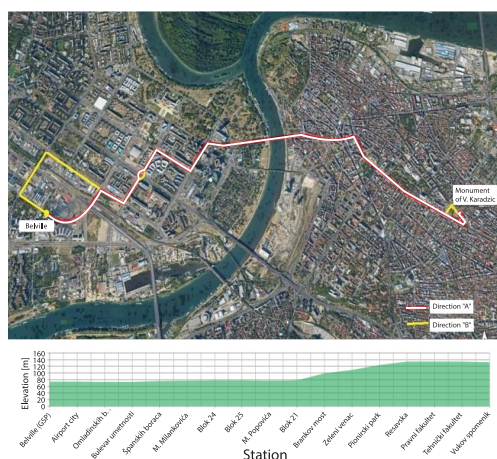 Monument
of V. Karadzic
Belville
Direction "A"
Direction "B"
160
140
120
100
80
60
40
20
0
Elevation [m]
Belville (GSP)
Airport city
Omladinskih b..
Bulevar umetnosti
Španskih boraca
M. Milankovića
Blok 24
Blok 25
M. Popovića
Blok 21
Brankov most
Zeleni venac
Pionirski park
Resavska
Pravni fakultet
Tehnički fakultet
Vukov spomenik
Station